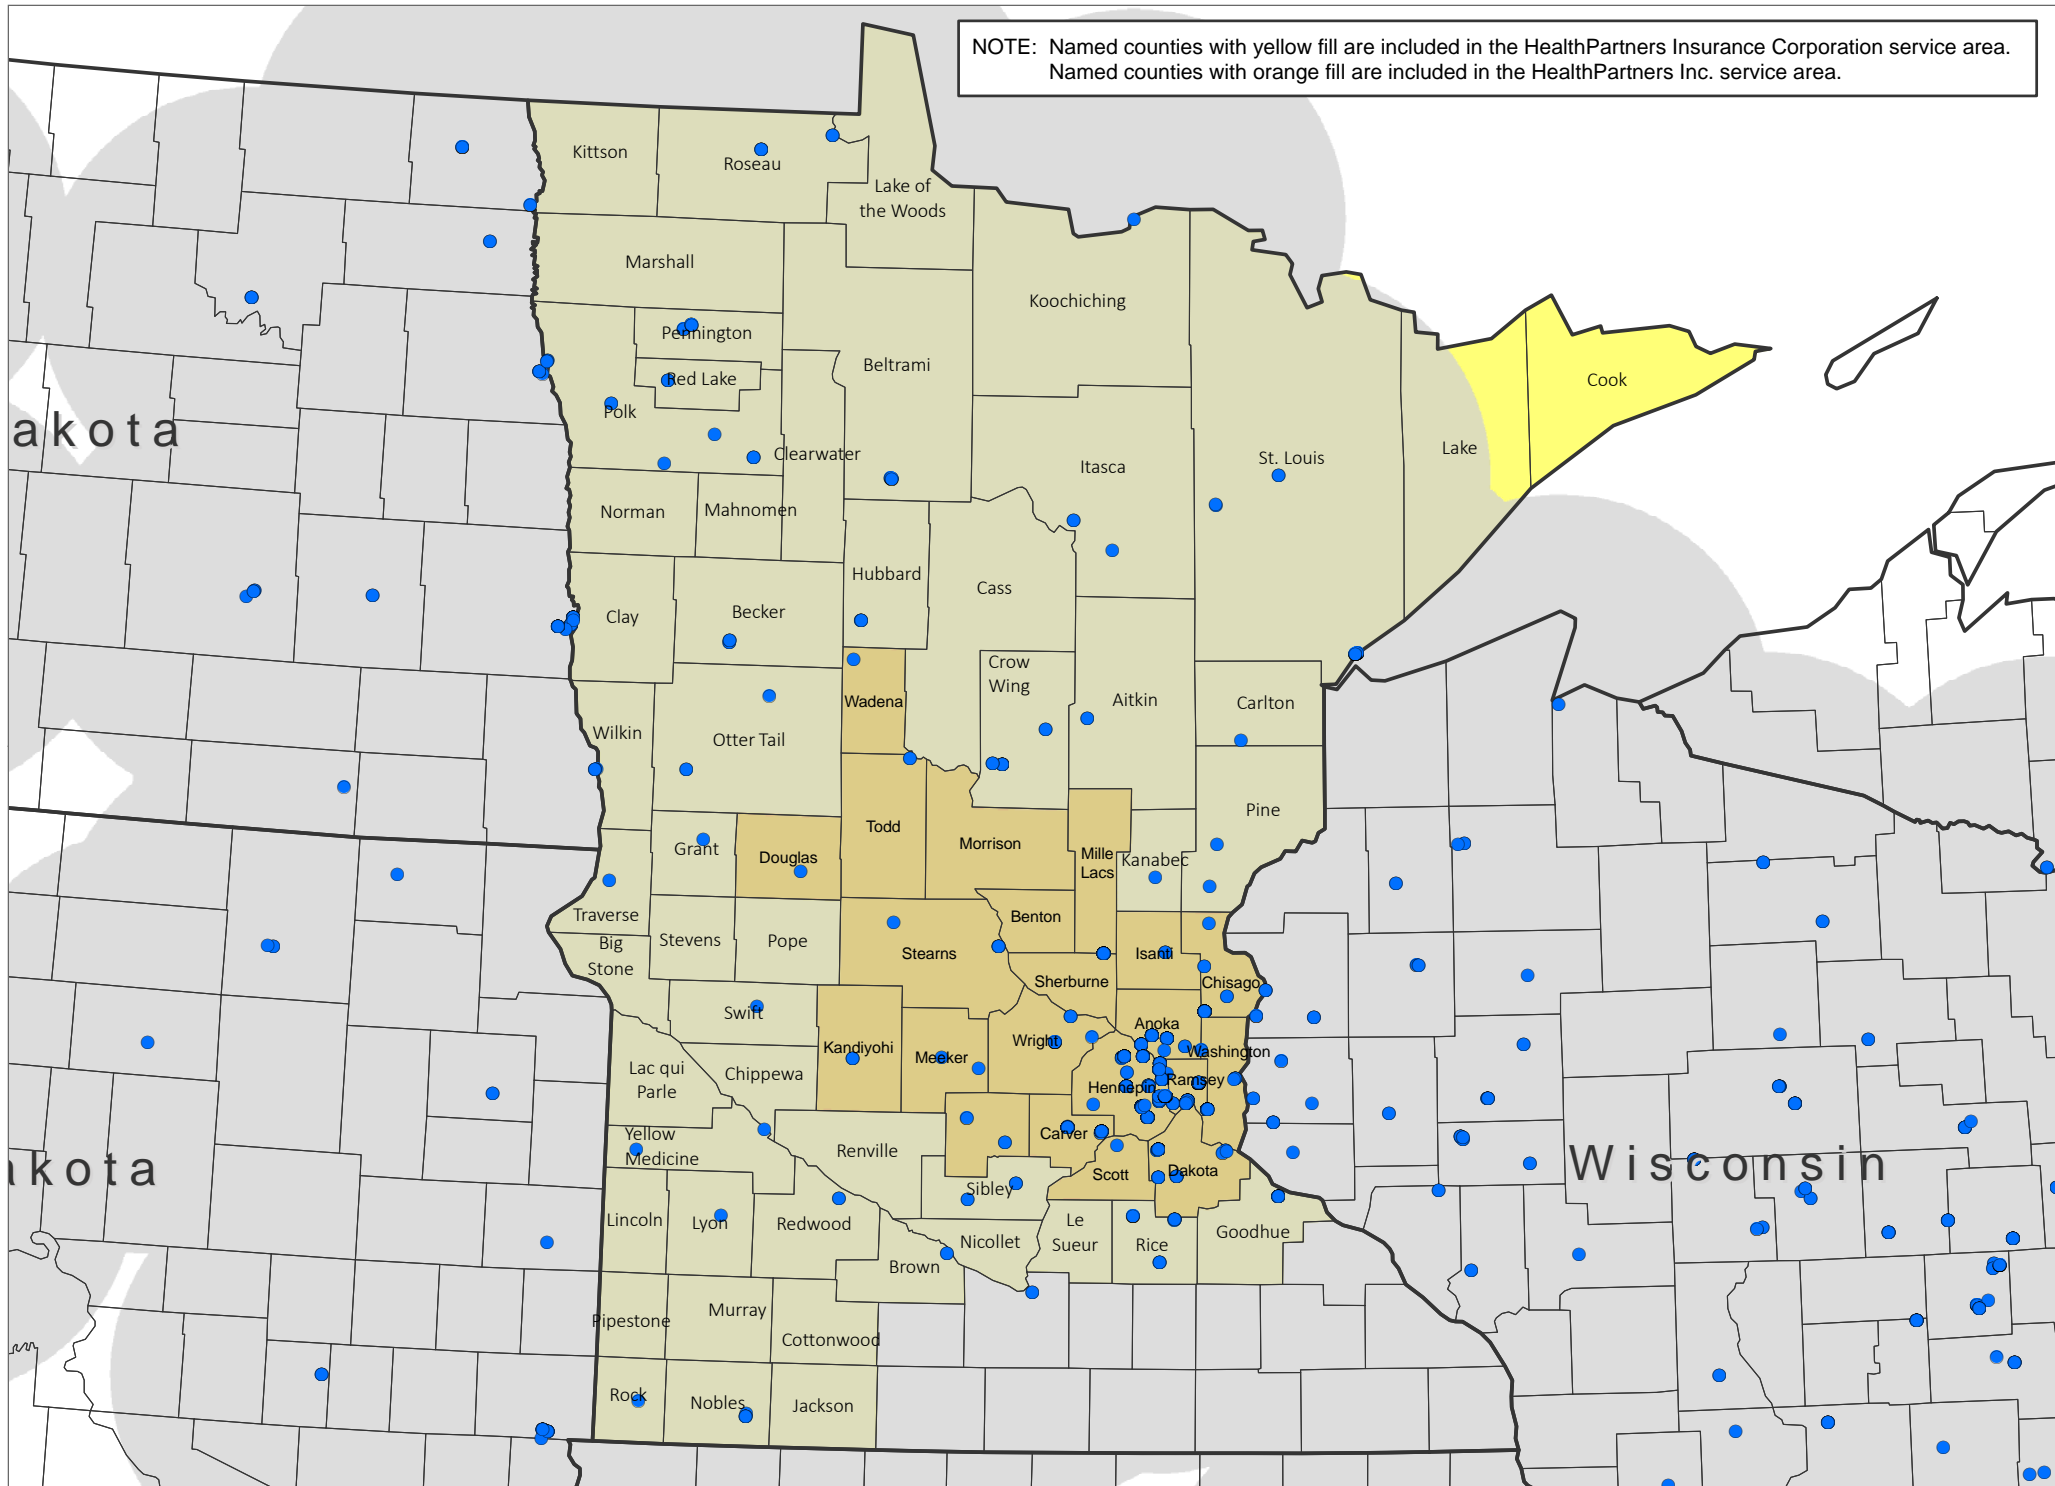 NOTE: Named counties with yellow fill are included in the HealthPartners Insurance Corporation service area.
Named counties with orange fill are included in the HealthPartners Inc. service area.
Kittson
Roseau
Lake of
the Woods
Marshall
Koochiching
Pennington
Beltrami
Red Lake
Cook
Polk
akota
Clearwater
Itasca
St. Louis
Lake
Norman
Mahnomen
Hubbard
Cass
Clay
Becker
Crow
Wing
Wadena
Aitkin
Carlton
Wilkin
Otter Tail
Pine
Todd
Morrison
Grant
Douglas
Mille
Lacs
Kanabec
Traverse
Benton
Big
Stone
Stevens
Pope
Stearns
Isanti
Sherburne
Chisago
Swift
Anoka
Kandiyohi
Meeker
Wright
Washington
Lac qui
Parle
Chippewa
Hennepin
Ramsey
Yellow
Medicine
Renville
Carver
akota
Scott
Dakota
Wisconsin
Sibley
Lincoln
Lyon
Redwood
Le
Sueur
Rice
Goodhue
Nicollet
Brown
Pipestone
Murray
Cottonwood
Rock
Nobles
Jackson